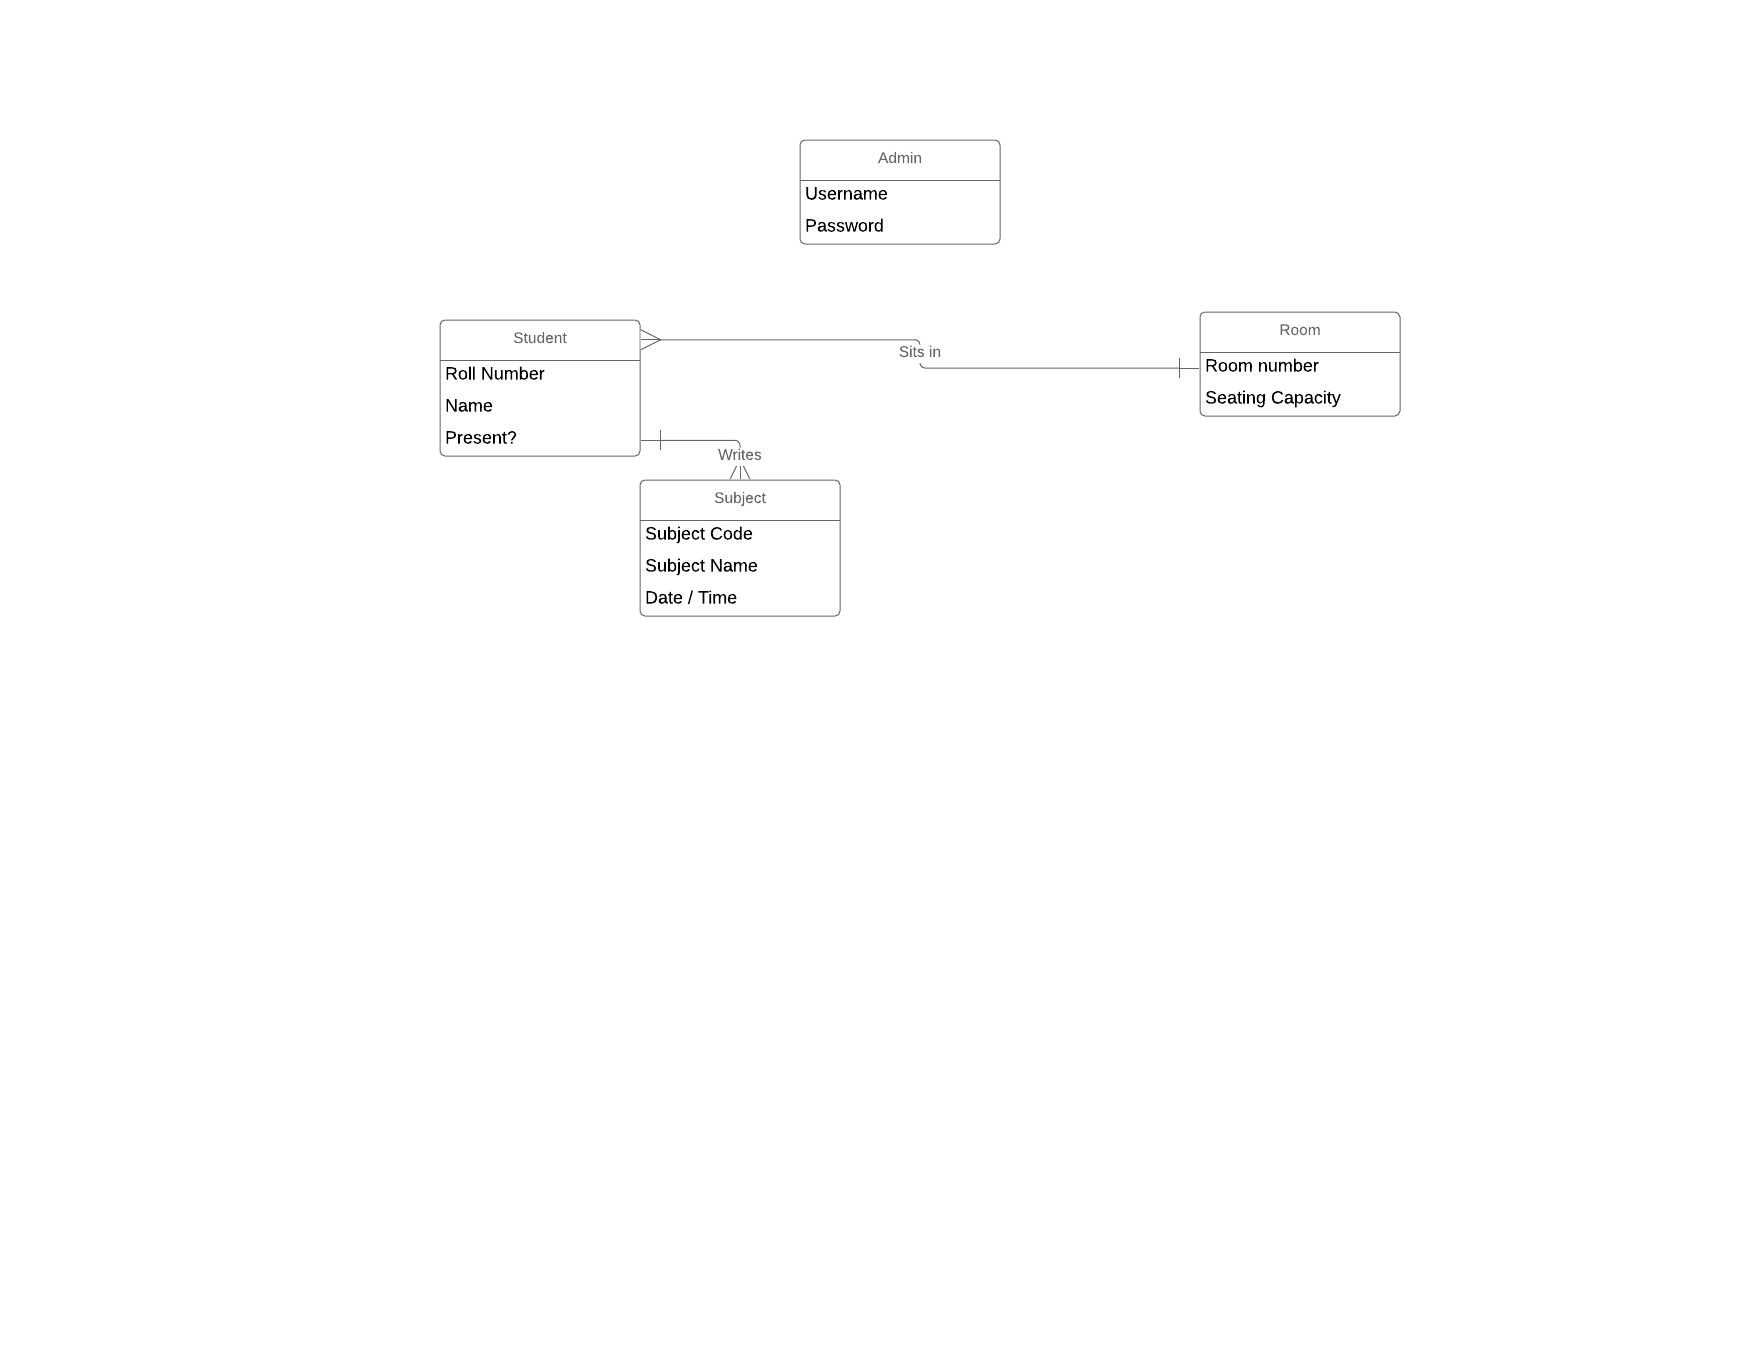 Admin
Username
Password
Student
Roll Number
Name
Present?
Sits in
Room
Room number
Seating Capacity
Writes
Subject
Subject Code
Subject Name
Date / Time